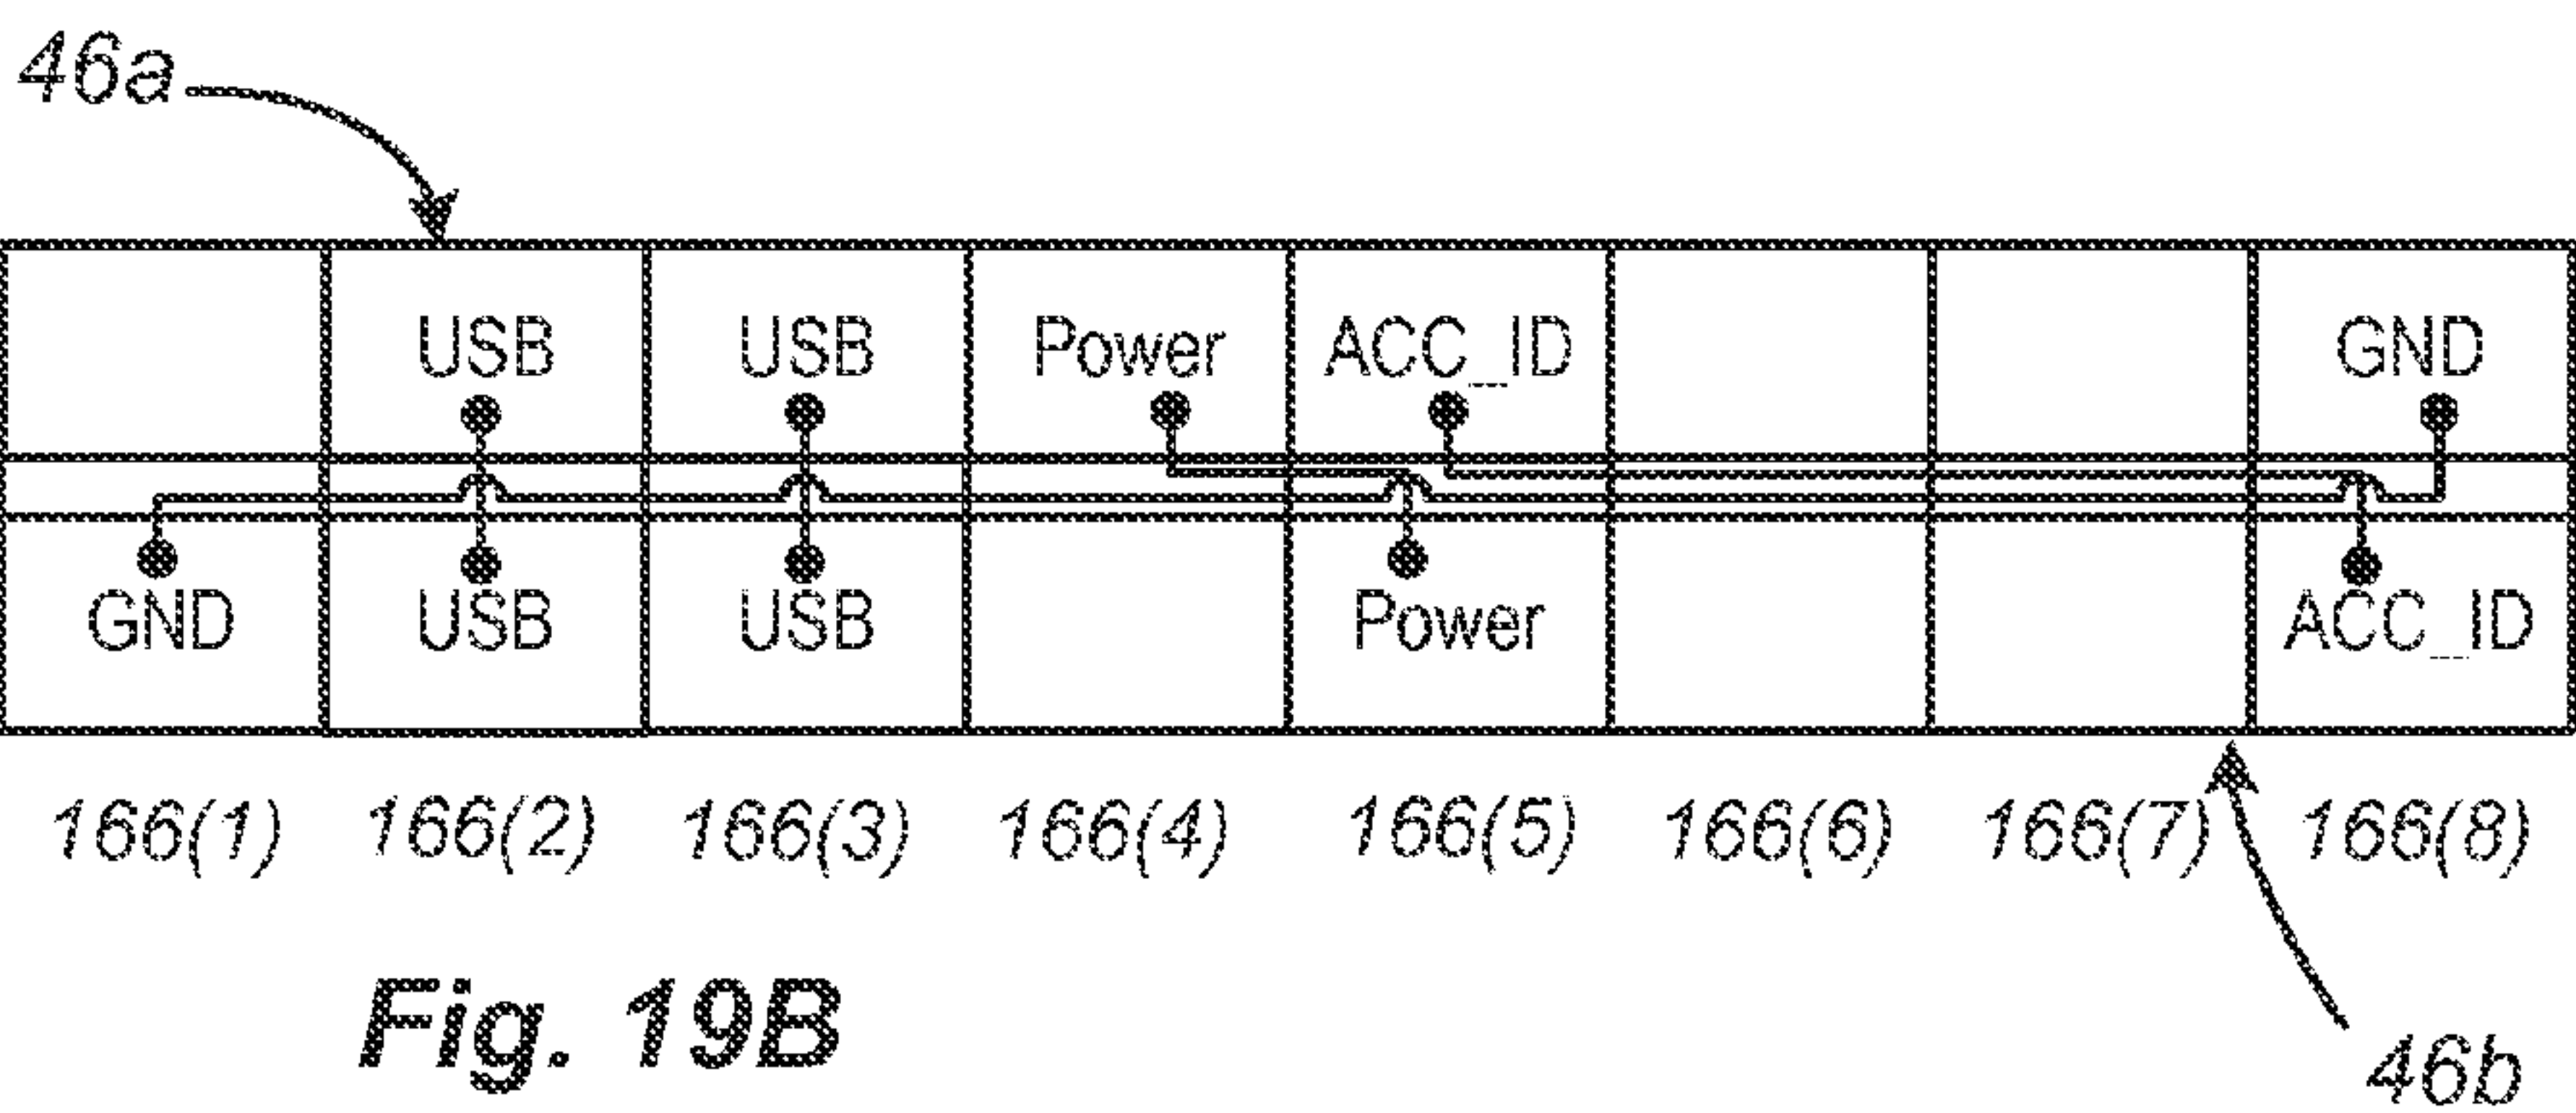 46a
USB USB Power ACC_ID GND
GND USB USB Power ACC_ID
166(1) 166(2) 166(3) 166(4) 166(5) 166(6) 166(7) 166(8)
Fig. 19B
46b